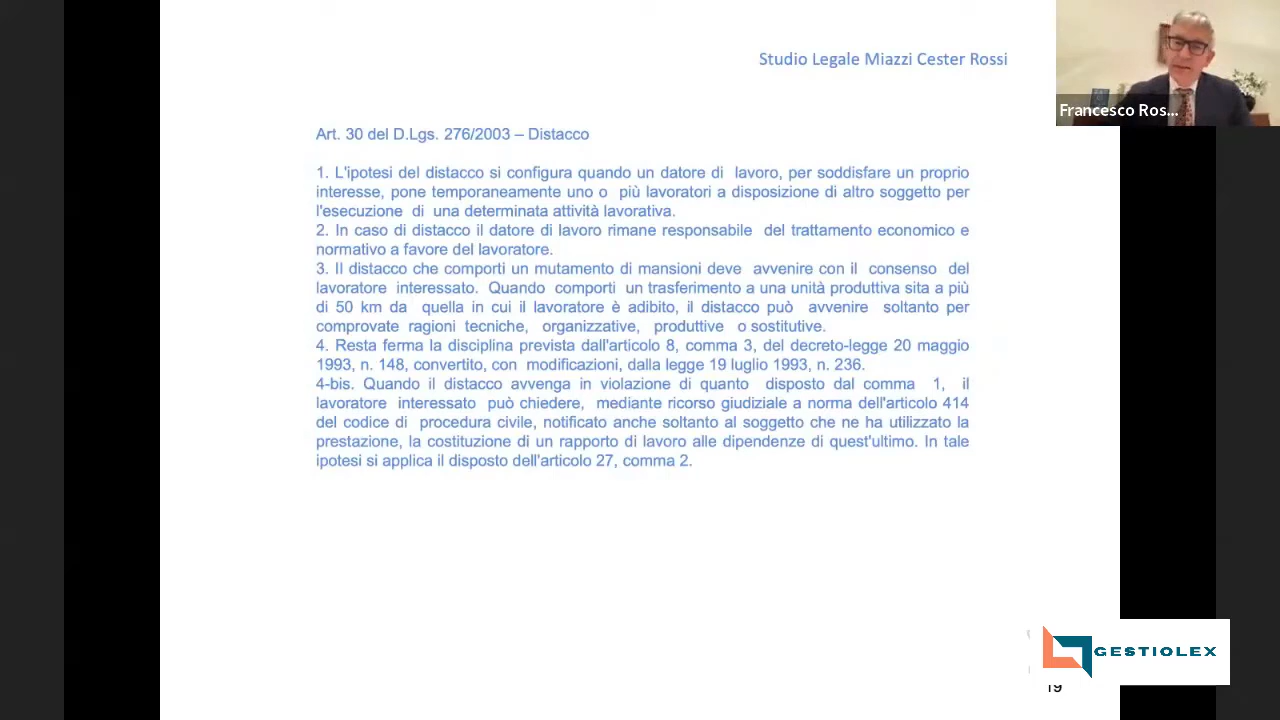 Studio Legale Miazzi Cester Rossi
Francesco Ros...
Art. 30 del D.Lgs. 276/2003 – Distacco
1. L'ipotesi del distacco si configura quando un datore di lavoro, per soddisfare un proprio
interesse, pone temporaneamente uno o più lavoratori a disposizione di altro soggetto per
l'esecuzione di una determinata attività lavorativa.
2. In caso di distacco il datore di lavoro rimane responsabile del trattamento economico e
normativo a favore del lavoratore.
3. Il distacco che comporti un mutamento di mansioni deve avvenire con il consenso del
lavoratore interessato. Quando comporti un trasferimento a una unità produttiva sita a più
di 50 km da quella in cui il lavoratore è adibito, il distacco può avvenire soltanto per
comprovate ragioni tecniche, organizzative, produttive o sostitutive.
4. Resta ferma la disciplina prevista dall'articolo 8, comma 3, del decreto-legge 20 maggio
1993, n. 148, convertito, con modificazioni, dalla legge 19 luglio 1993, n. 236.
4-bis. Quando il distacco avvenga in violazione di quanto disposto dal comma 1, il
lavoratore interessato può chiedere, mediante ricorso giudiziale a norma dell'articolo 414
del codice di procedura civile, notificato anche soltanto al soggetto che ne ha utilizzato la
prestazione, la costituzione di un rapporto di lavoro alle dipendenze di quest'ultimo. In tale
ipotesi si applica il disposto dell'articolo 27, comma 2.
GESTIOLEX
19